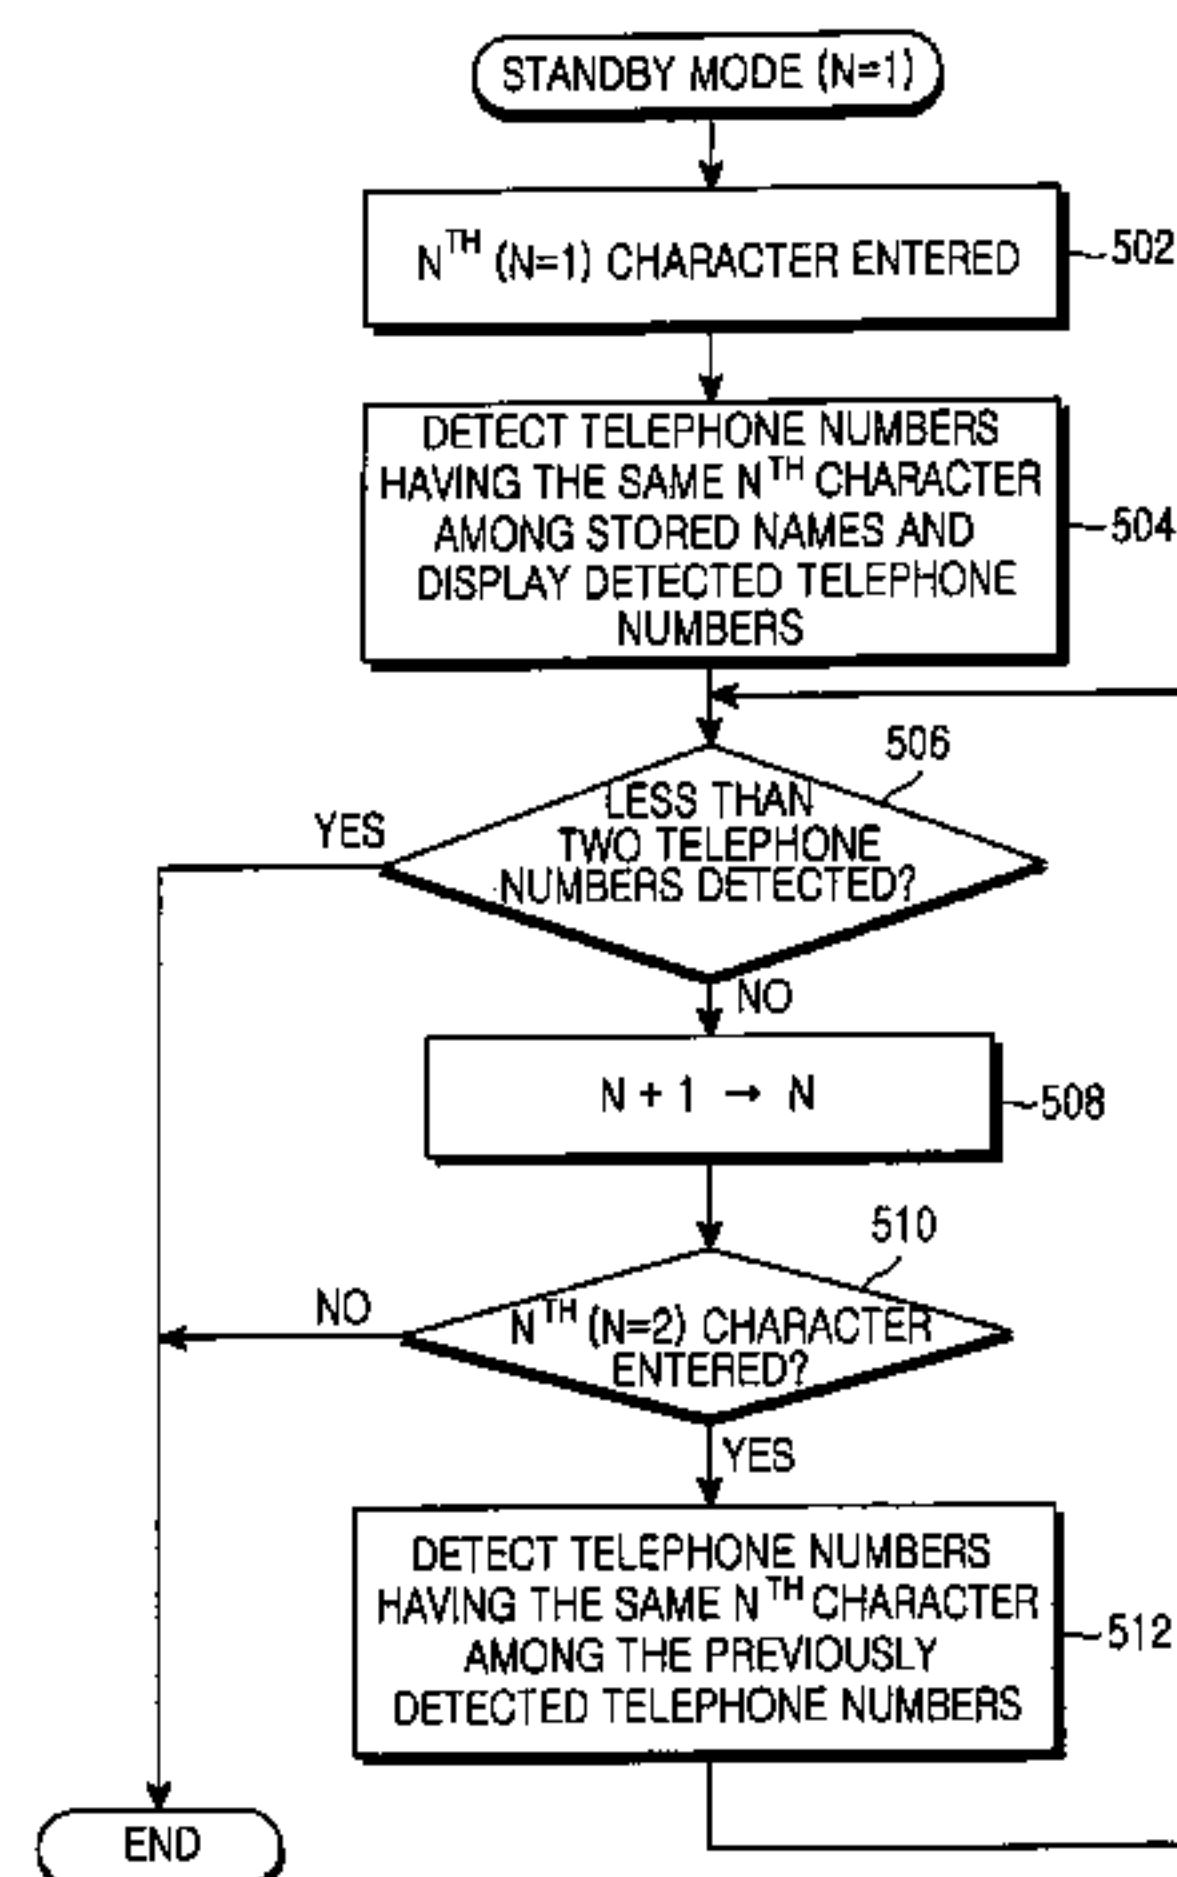 STANDBY MODE (N=1)
N^TH (N=1) CHARACTER ENTERED
502
DETECT TELEPHONE NUMBERS
HAVING THE SAME N^TH CHARACTER
AMONG STORED NAMES AND
DISPLAY DETECTED TELEPHONE
NUMBERS
504
506
LESS THAN
TWO TELEPHONE
NUMBERS DETECTED?
YES
NO
N + 1 → N
508
510
N^TH (N=2) CHARACTER
ENTERED?
NO
YES
DETECT TELEPHONE NUMBERS
HAVING THE SAME N^TH CHARACTER
AMONG THE PREVIOUSLY
DETECTED TELEPHONE NUMBERS
512
END